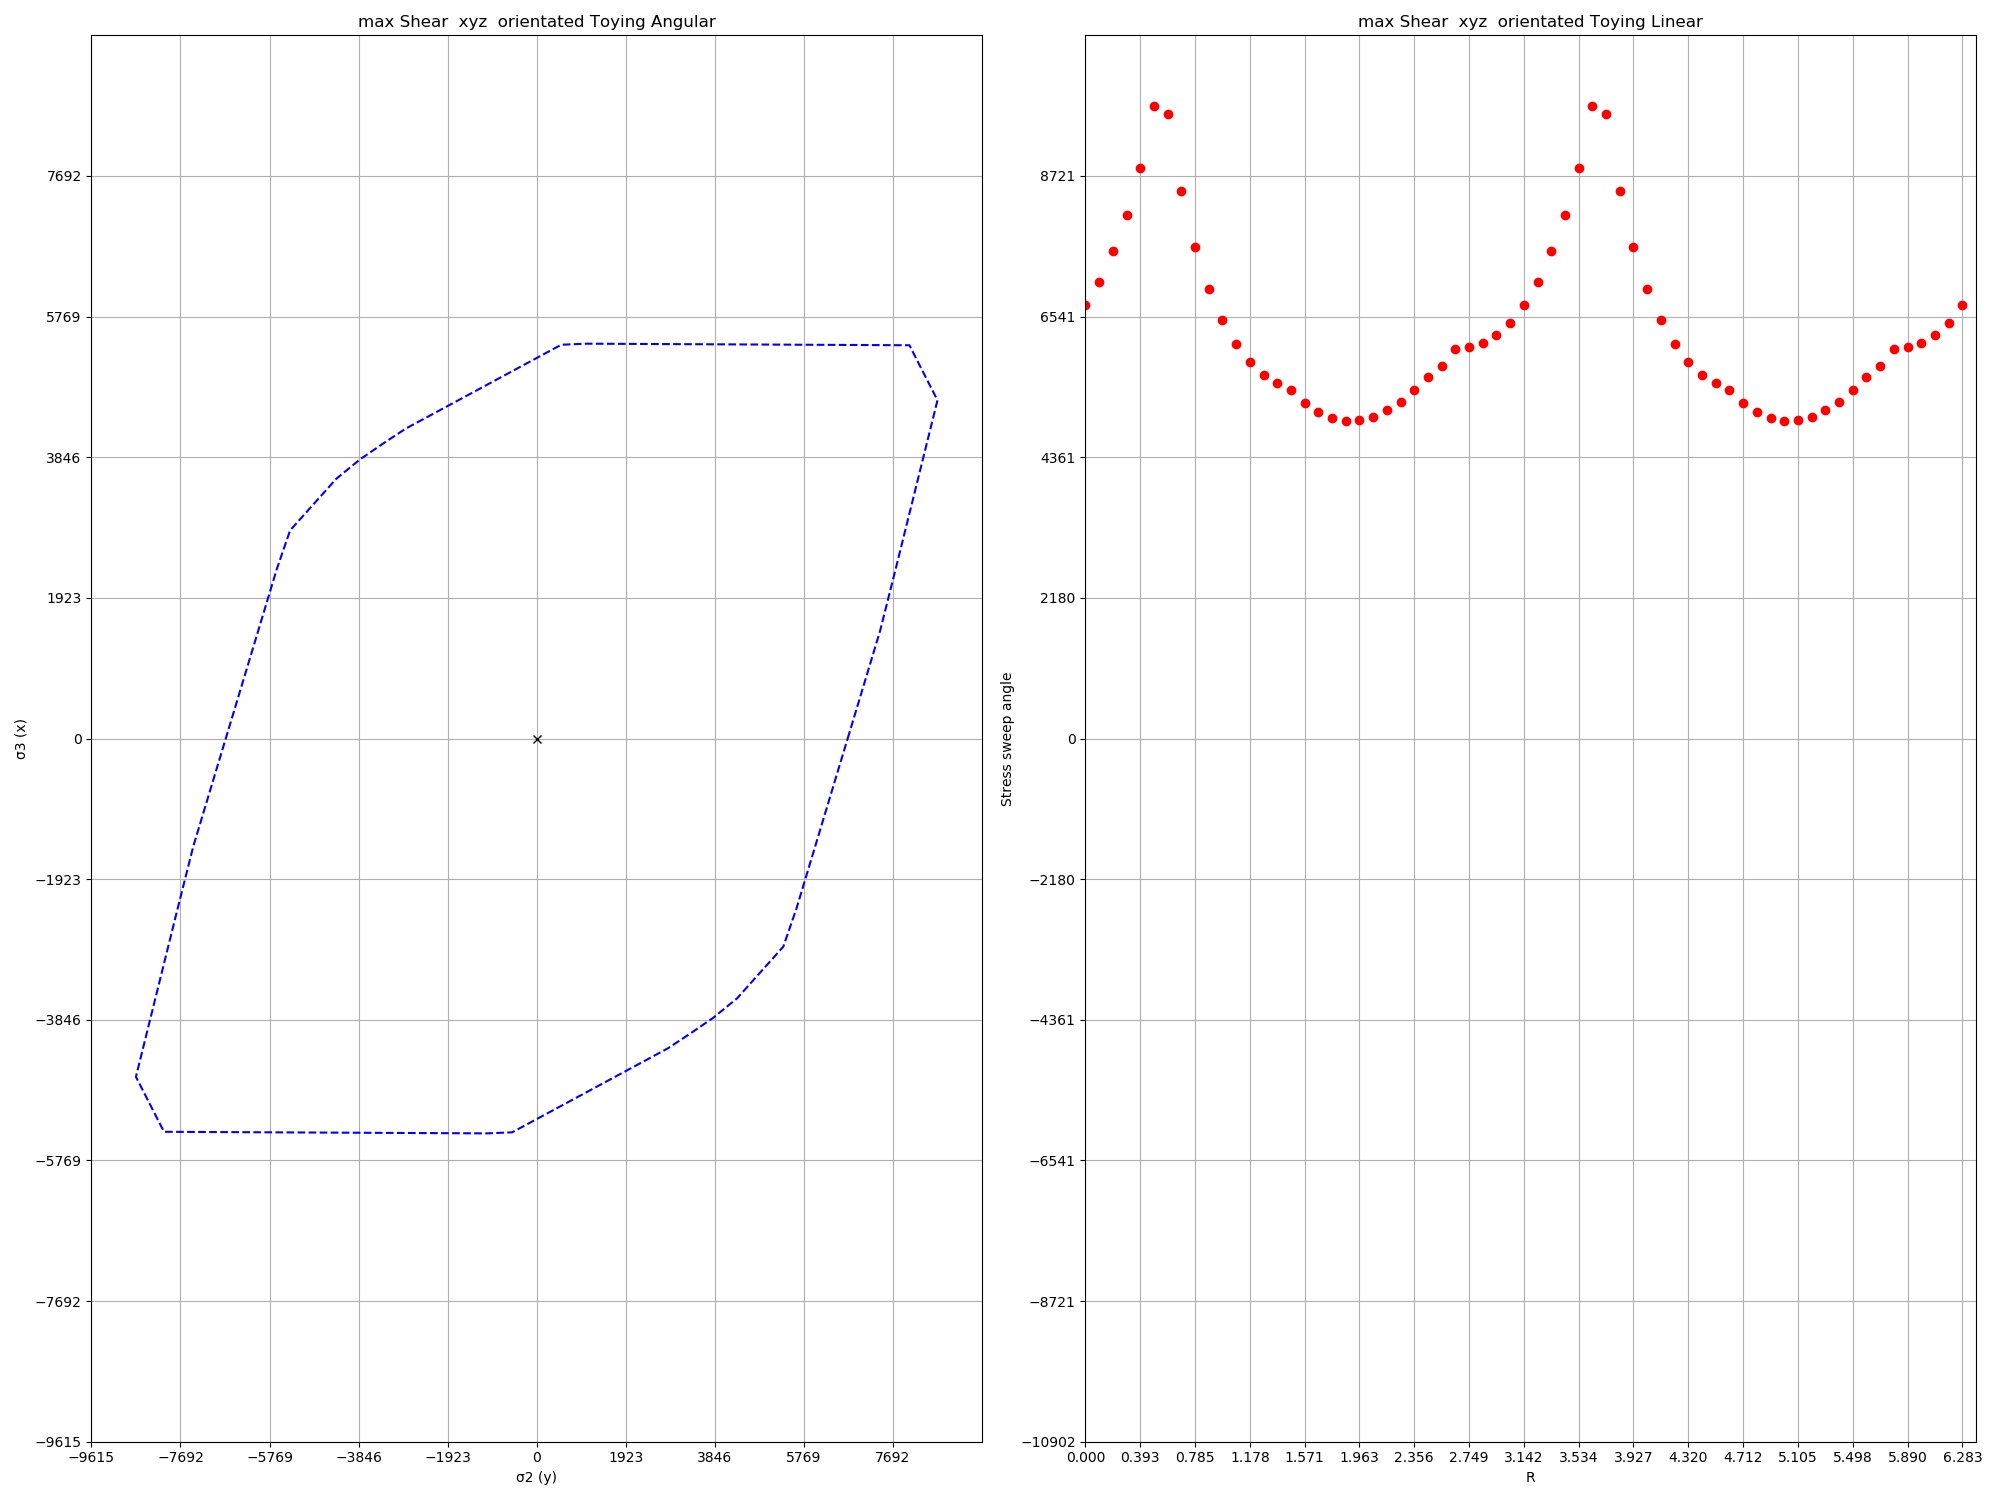 max Shear  xyz  orientated Toying Angular
7692
5769
3846
1923
0
−1923
−3846
−5769
−7692
−9615
σ3 (x)
−9615 −7692 −5769 −3846 −1923 0 1923 3846 5769 7692
σ2 (y)
max Shear  xyz  orientated Toying Linear
8721
6541
4361
2180
0
−2180
−4361
−6541
−8721
−10902
Stress sweep angle
0.000 0.393 0.785 1.178 1.571 1.963 2.356 2.749 3.142 3.534 3.927 4.320 4.712 5.105 5.498 5.890 6.283
R